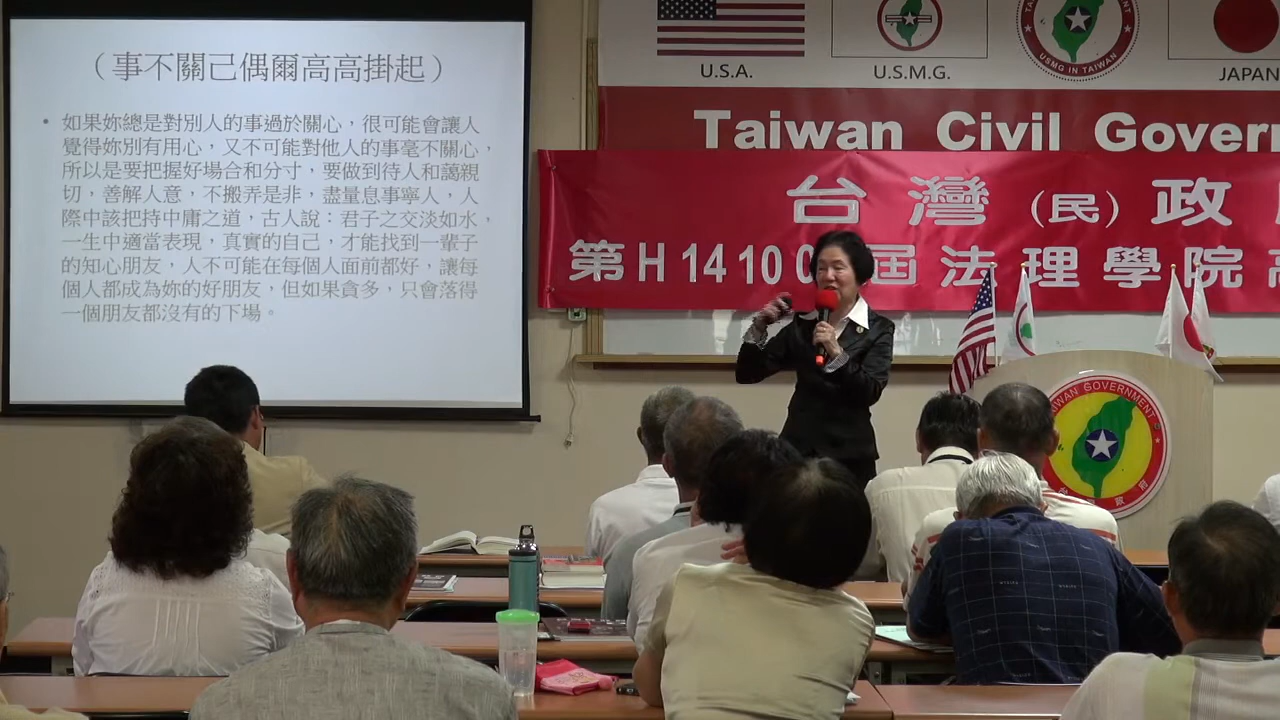 （事不關己偶爾高高掛起）
• 如果妳總是對別人的事過於關心，很可能會讓人
覺得妳別有用心，又不可能對他人的事毫不關心，
所以是要把握好場合和分寸，要做到待人和藹親
切，善解人意，不搬弄是非，盡量息事寧人，人
際中該把持中庸之道，古人說：君子之交淡如水，
一生中適當表現，真實的自己，才能找到一輩子
的知心朋友，人不可能在每個人面前都好，讓每
個人都成為妳的好朋友，但如果貪多，只會落得
一個朋友都沒有的下場。
U.S.A.
U.S.M.G.
USMG IN TAIWAN
JAPAN
Taiwan Civil Govern
台灣（民）政
第H1410 屆法理學院
TAIWAN GOVERNMENT